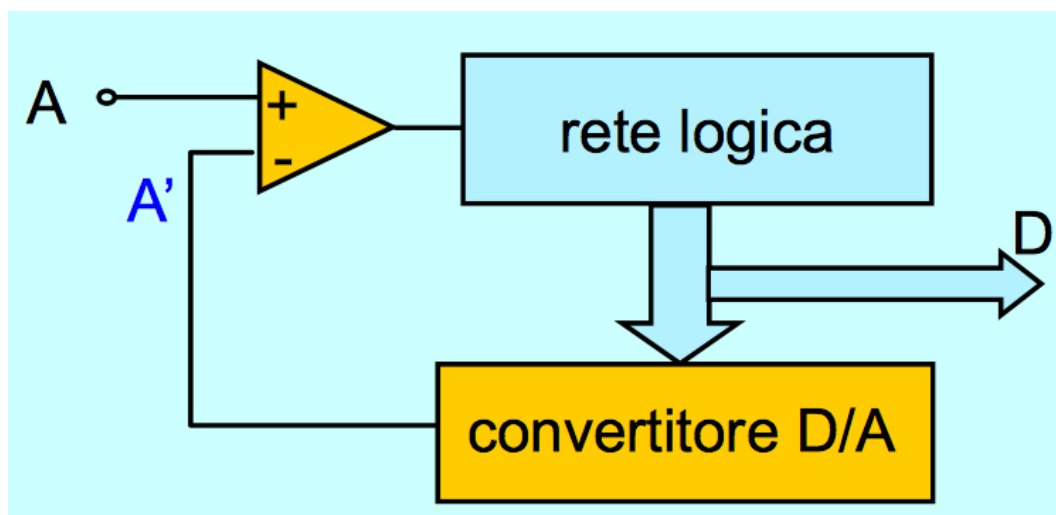 A
+
rete logica
-
A’
D
convertitore D/A